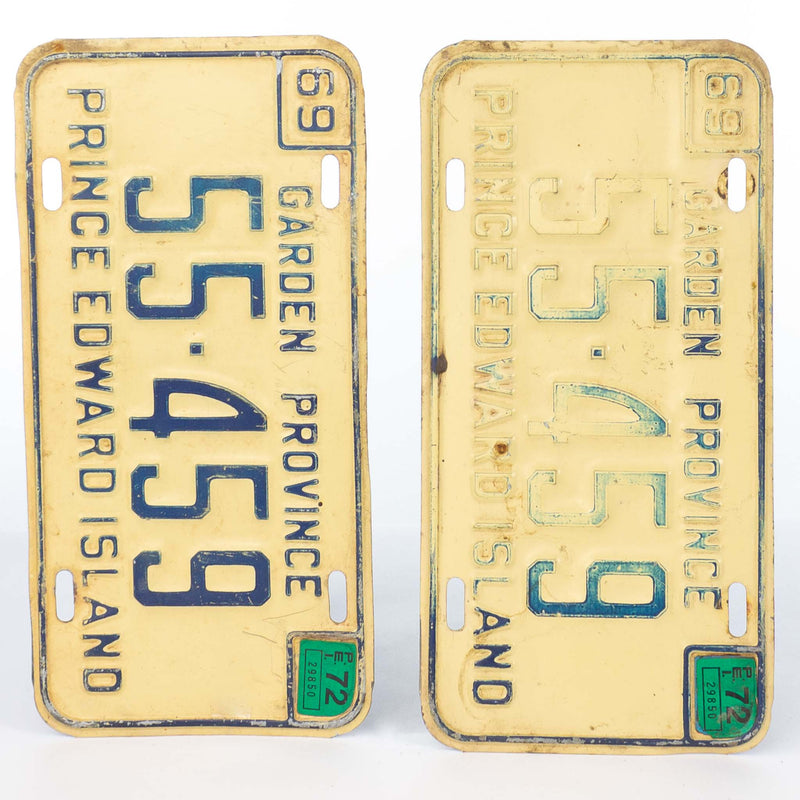 69 GARDEN PROVINCE
P.E.I.
72
29850
55·459
PRINCE EDWARD ISLAND
69 GARDEN PROVINCE
P.E.I.
72
29850
55·459
PRINCE EDWARD ISLAND